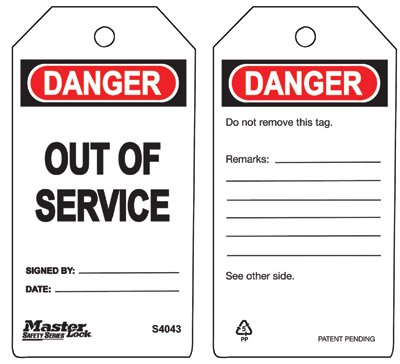 DANGER
OUT OF
SERVICE
SIGNED BY:
DATE:
Master Lock
SAFETY SERIES
S4043
DANGER
Do not remove this tag.
Remarks:
See other side.
5
PP
PATENT PENDING